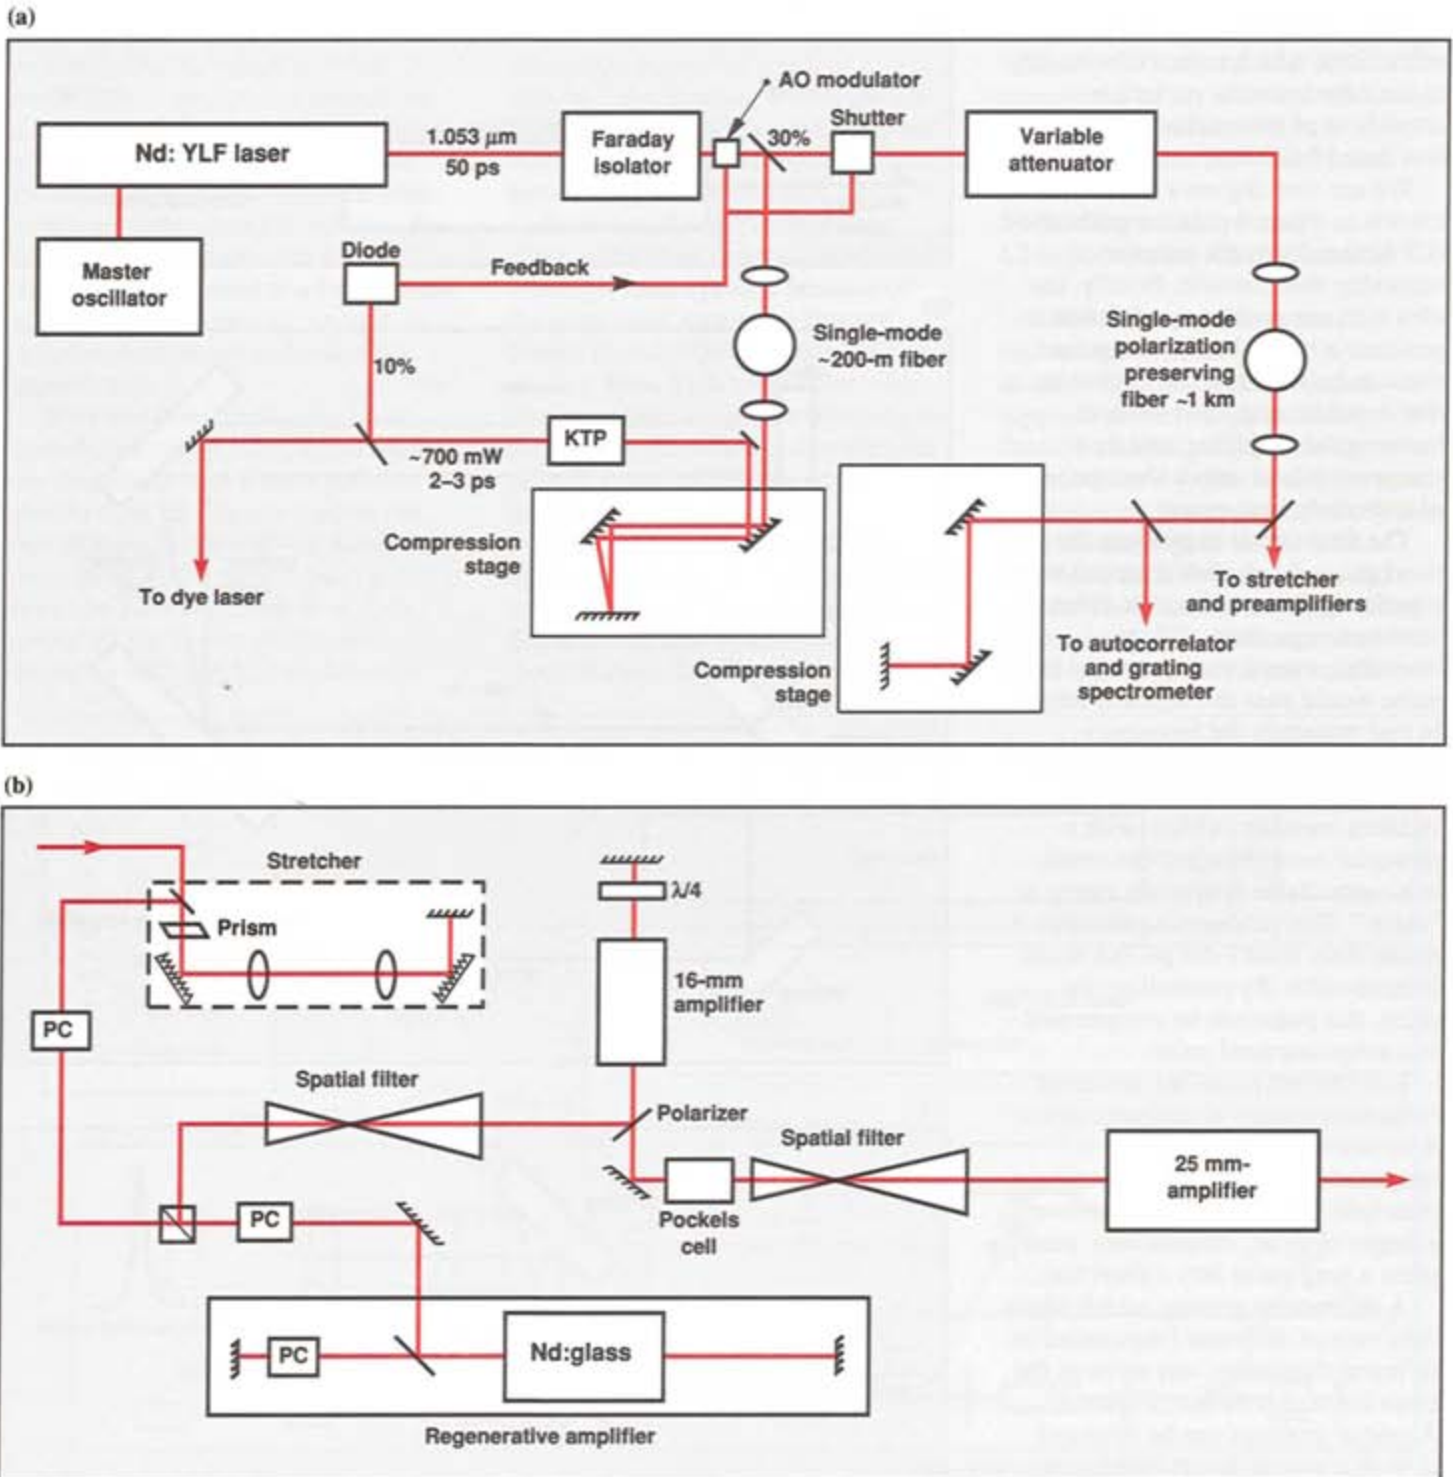 (a)
AO modulator
Shutter
Nd: YLF laser
1.053 μm
50 ps
Faraday
isolator
30%
Variable
attenuator
Master
oscillator
Diode
Feedback
10%
Single-mode
~200-m fiber
Single-mode
polarization
preserving
fiber ~1 km
KTP
~700 mW
2–3 ps
Compression
stage
To dye laser
To stretcher
and preamplifiers
To autocorrelator
and grating
spectrometer
Compression
stage
(b)
Stretcher
Prism
λ/4
16-mm
amplifier
PC
Spatial filter
Polarizer
Spatial filter
25 mm-
amplifier
Pockels
cell
PC
PC
Nd:glass
Regenerative amplifier